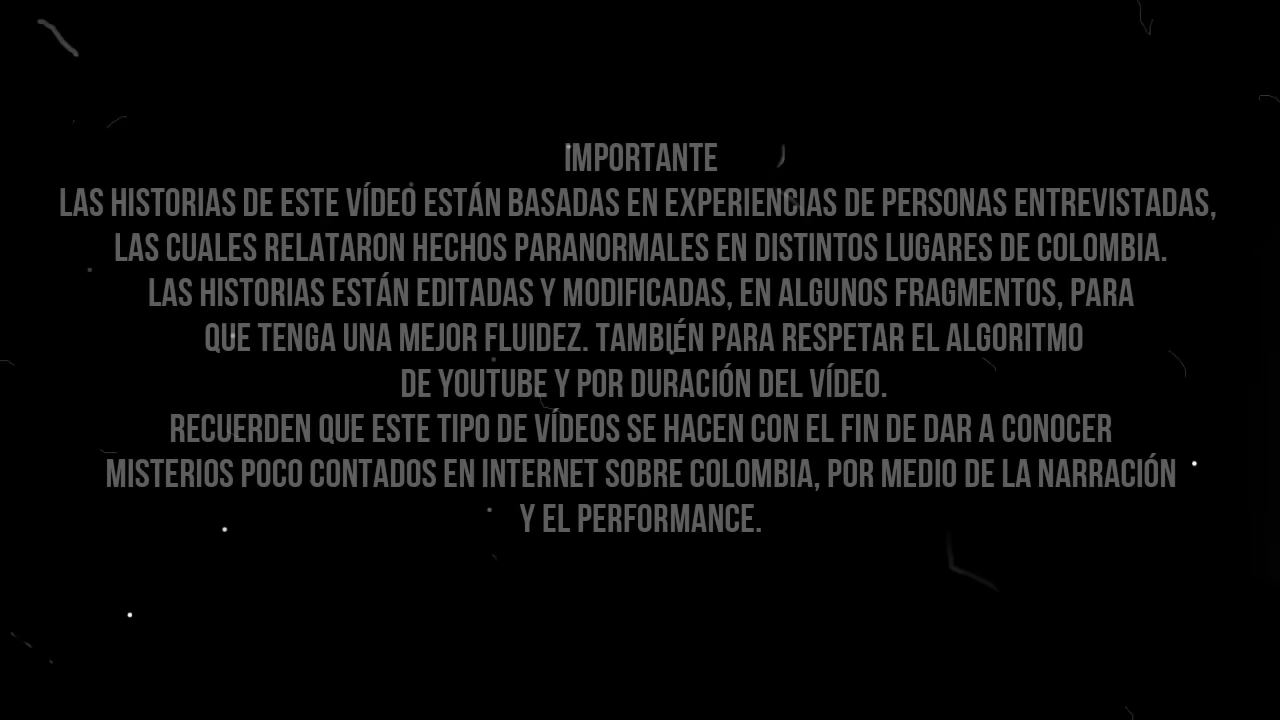 IMPORTANTE
LAS HISTORIAS DE ESTE VÍDEO ESTÁN BASADAS EN EXPERIENCIAS DE PERSONAS ENTREVISTADAS,
LAS CUALES RELATARON HECHOS PARANORMALES EN DISTINTOS LUGARES DE COLOMBIA.
LAS HISTORIAS ESTÁN EDITADAS Y MODIFICADAS, EN ALGUNOS FRAGMENTOS, PARA
QUE TENGA UNA MEJOR FLUIDEZ. TAMBIÉN PARA RESPETAR EL ALGORITMO
DE YOUTUBE Y POR DURACIÓN DEL VÍDEO.
RECUERDEN QUE ESTE TIPO DE VÍDEOS SE HACEN CON EL FIN DE DAR A CONOCER
MISTERIOS POCO CONTADOS EN INTERNET SOBRE COLOMBIA, POR MEDIO DE LA NARRACIÓN
Y EL PERFORMANCE.